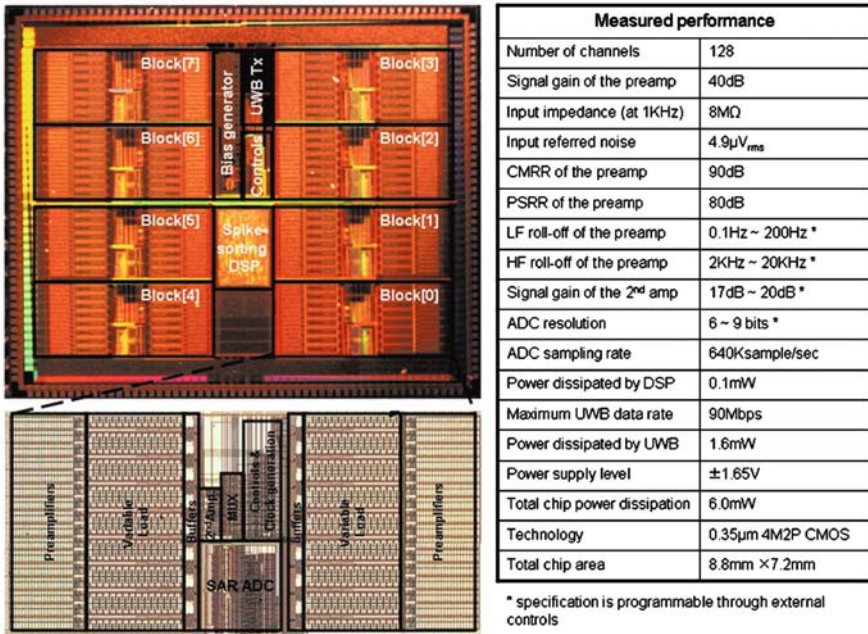 Block[7]
Block[6]
Block[5]
Block[4]
Bias generator
UWB Tx
Controls
Spike-
sorting
DSP
Block[3]
Block[2]
Block[1]
Block[0]
Preamplifiers
Variable
Load
Buffers
2nd Amp
MUX
Controls &
Clock generation
SAR ADC
Buffers
Variable
Load
Preamplifiers
Measured performance
Number of channels 128
Signal gain of the preamp 40dB
Input impedance (at 1KHz) 8MΩ
Input referred noise 4.9µVrms
CMRR of the preamp 90dB
PSRR of the preamp 80dB
LF roll-off of the preamp 0.1Hz ~ 200Hz *
HF roll-off of the preamp 2KHz ~ 20KHz *
Signal gain of the 2nd amp 17dB ~ 20dB *
ADC resolution 6 ~ 9 bits *
ADC sampling rate 640Ksample/sec
Power dissipated by DSP 0.1mW
Maximum UWB data rate 90Mbps
Power dissipated by UWB 1.6mW
Power supply level ±1.65V
Total chip power dissipation 6.0mW
Technology 0.35µm 4M2P CMOS
Total chip area 8.8mm ×7.2mm
* specification is programmable through external
controls